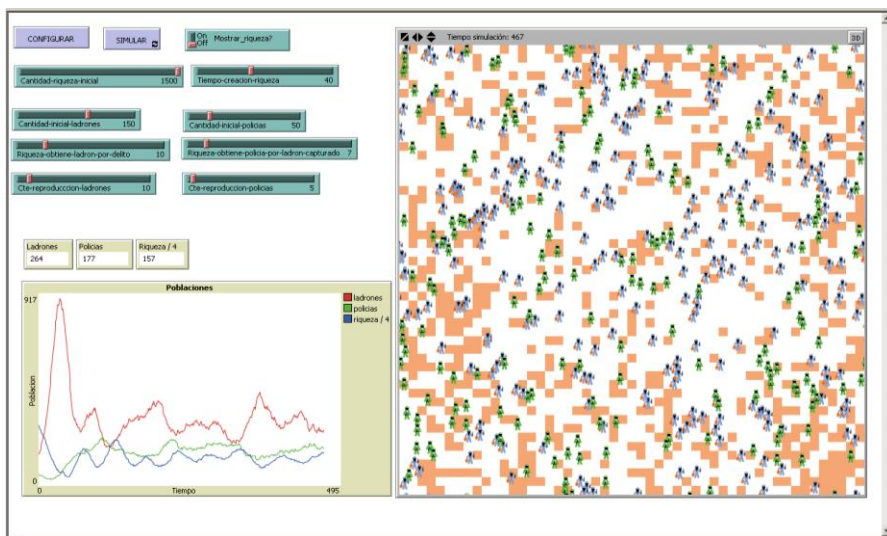 CONFIGURAR
SIMULAR
On
Off
Mostrar_riqueza?
Cantidad-riqueza-inicial 1500
Tiempo-creacion-riqueza 40
Cantidad-inicial-ladrones 150
Cantidad-inicial-policias 50
Riqueza-obtiene-ladron-por-delito 10
Riqueza-obtiene-policia-por-ladron-capturado 7
Cte-reproducccion-ladrones 10
Cte-reproduccion-policias 5
Ladrones
264
Policias
177
Riqueza / 4
157
Poblaciones
917
Poblacion
0
0
Tiempo
495
ladrones
policias
riqueza / 4
Tiempo simulación: 467
3D